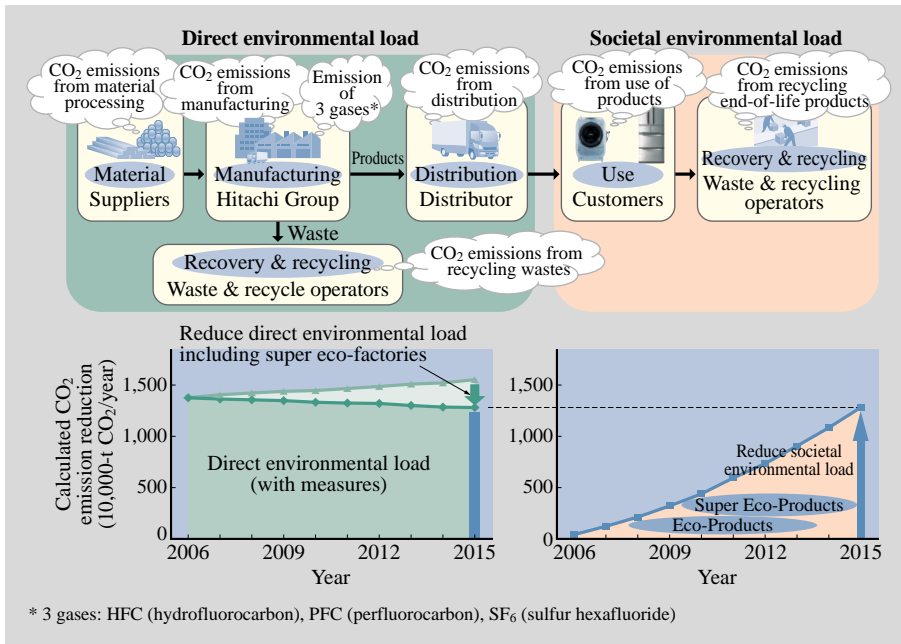 Direct environmental load
Societal environmental load
CO₂ emissions
from material
processing
CO₂ emissions
from
manufacturing
Emission
of
3 gases*
CO₂ emissions
from
distribution
CO₂ emissions
from use of
products
CO₂ emissions
from recycling
end-of-life products
Material
Suppliers
Manufacturing
Hitachi Group
Products
Distribution
Distributor
Use
Customers
Recovery & recycling
Waste & recycling
operators
Waste
Recovery & recycling
Waste & recycle operators
CO₂ emissions from
recycling wastes
Reduce direct environmental load
including super eco-factories
Calculated CO₂
emission reduction
(10,000-t CO₂/year)
1,500
1,000
500
0
Direct environmental load
(with measures)
2006
2009
2012
2015
Year
1,500
1,000
500
0
Reduce societal
environmental load
Super Eco-Products
Eco-Products
2006
2009
2012
2015
Year
* 3 gases: HFC (hydrofluorocarbon), PFC (perfluorocarbon), SF₆ (sulfur hexafluoride)